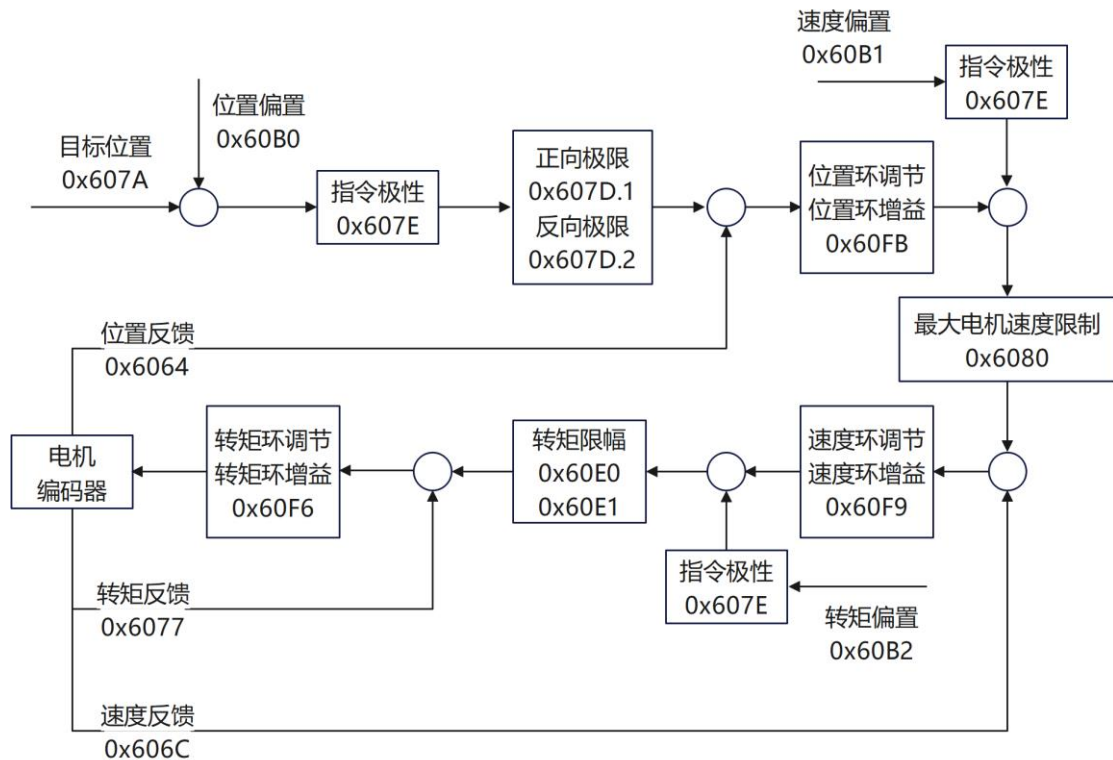 速度偏置
0x60B1
指令极性
0x607E
位置偏置
0x60B0
目标位置
0x607A
指令极性
0x607E
正向极限
0x607D.1
反向极限
0x607D.2
位置环调节
位置环增益
0x60FB
最大电机速度限制
0x6080
位置反馈
0x6064
电机
编码器
转矩环调节
转矩环增益
0x60F6
转矩限幅
0x60E0
0x60E1
速度环调节
速度环增益
0x60F9
指令极性
0x607E
转矩反馈
0x6077
转矩偏置
0x60B2
速度反馈
0x606C